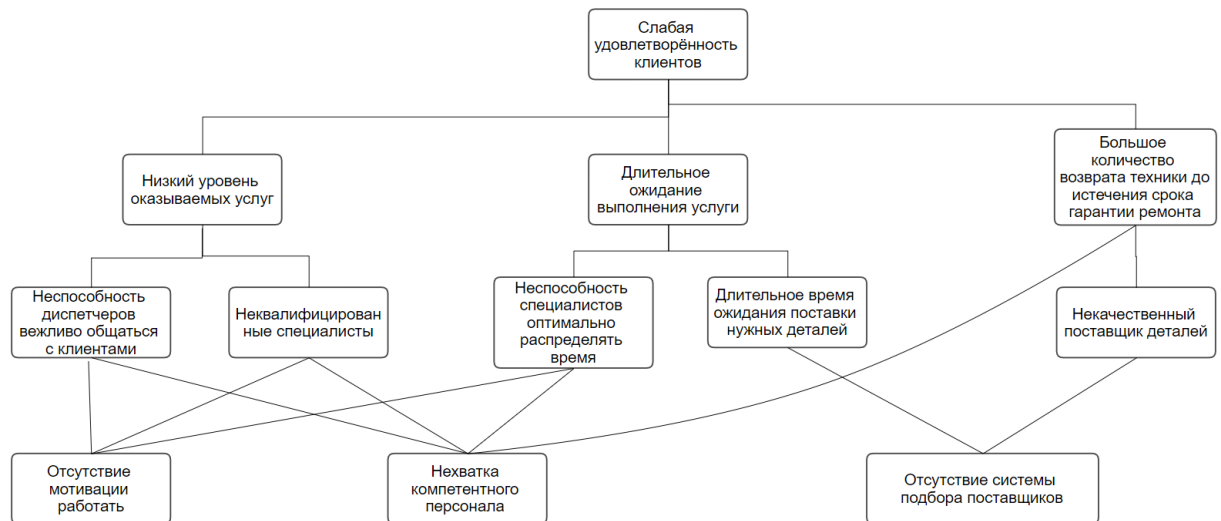 Слабая
удовлетворённость
клиентов
Низкий уровень
оказываемых услуг
Длительное
ожидание
выполнения услуги
Большое
количество
возврата техники до
истечения срока
гарантии ремонта
Неспособность
диспетчеров
вежливо общаться
с клиентами
Неквалифицирован
ные специалисты
Неспособность
специалистов
оптимально
распределять
время
Длительное время
ожидания поставки
нужных деталей
Некачественный
поставщик деталей
Отсутствие
мотивации
работать
Нехватка
компетентного
персонала
Отсутствие системы
подбора поставщиков